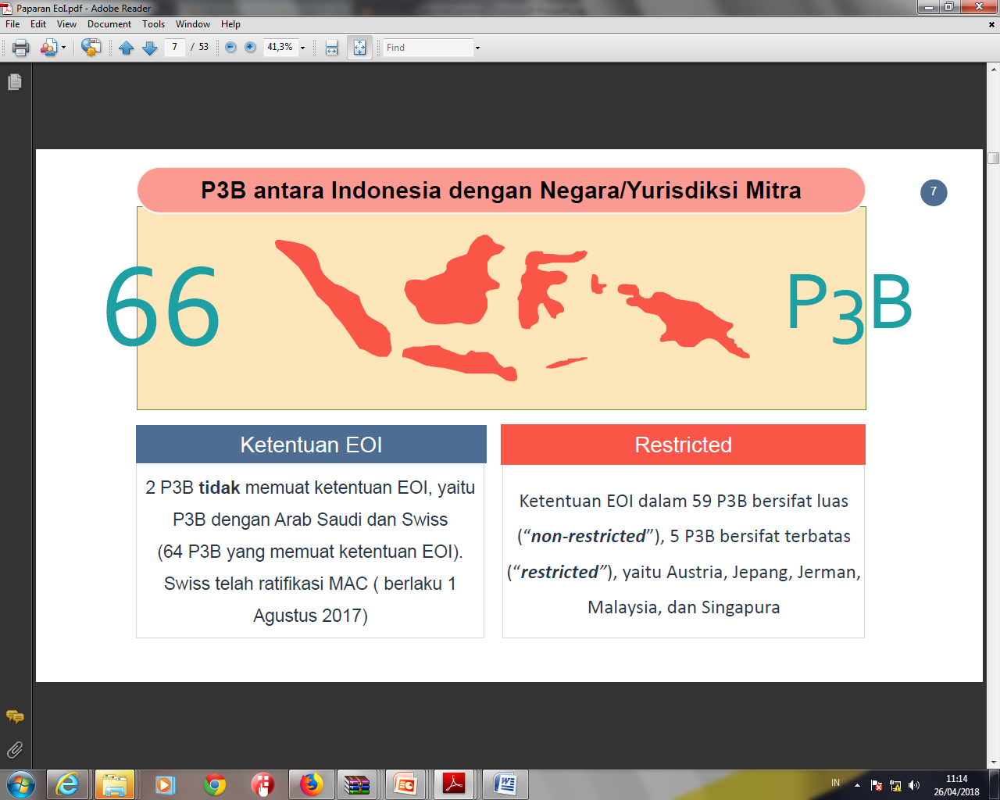 Paparan EoI.pdf - Adobe Reader
File Edit View Document Tools Window Help
7 / 53 41,3% Find
P3B antara Indonesia dengan Negara/Yurisdiksi Mitra
7
66
P3B
Ketentuan EOI
2 P3B tidak memuat ketentuan EOI, yaitu
P3B dengan Arab Saudi dan Swiss
(64 P3B yang memuat ketentuan EOI).
Swiss telah ratifikasi MAC ( berlaku 1
Agustus 2017)
Restricted
Ketentuan EOI dalam 59 P3B bersifat luas
(“non-restricted”), 5 P3B bersifat terbatas
(“restricted”), yaitu Austria, Jepang, Jerman,
Malaysia, dan Singapura
IN
11:14
26/04/2018